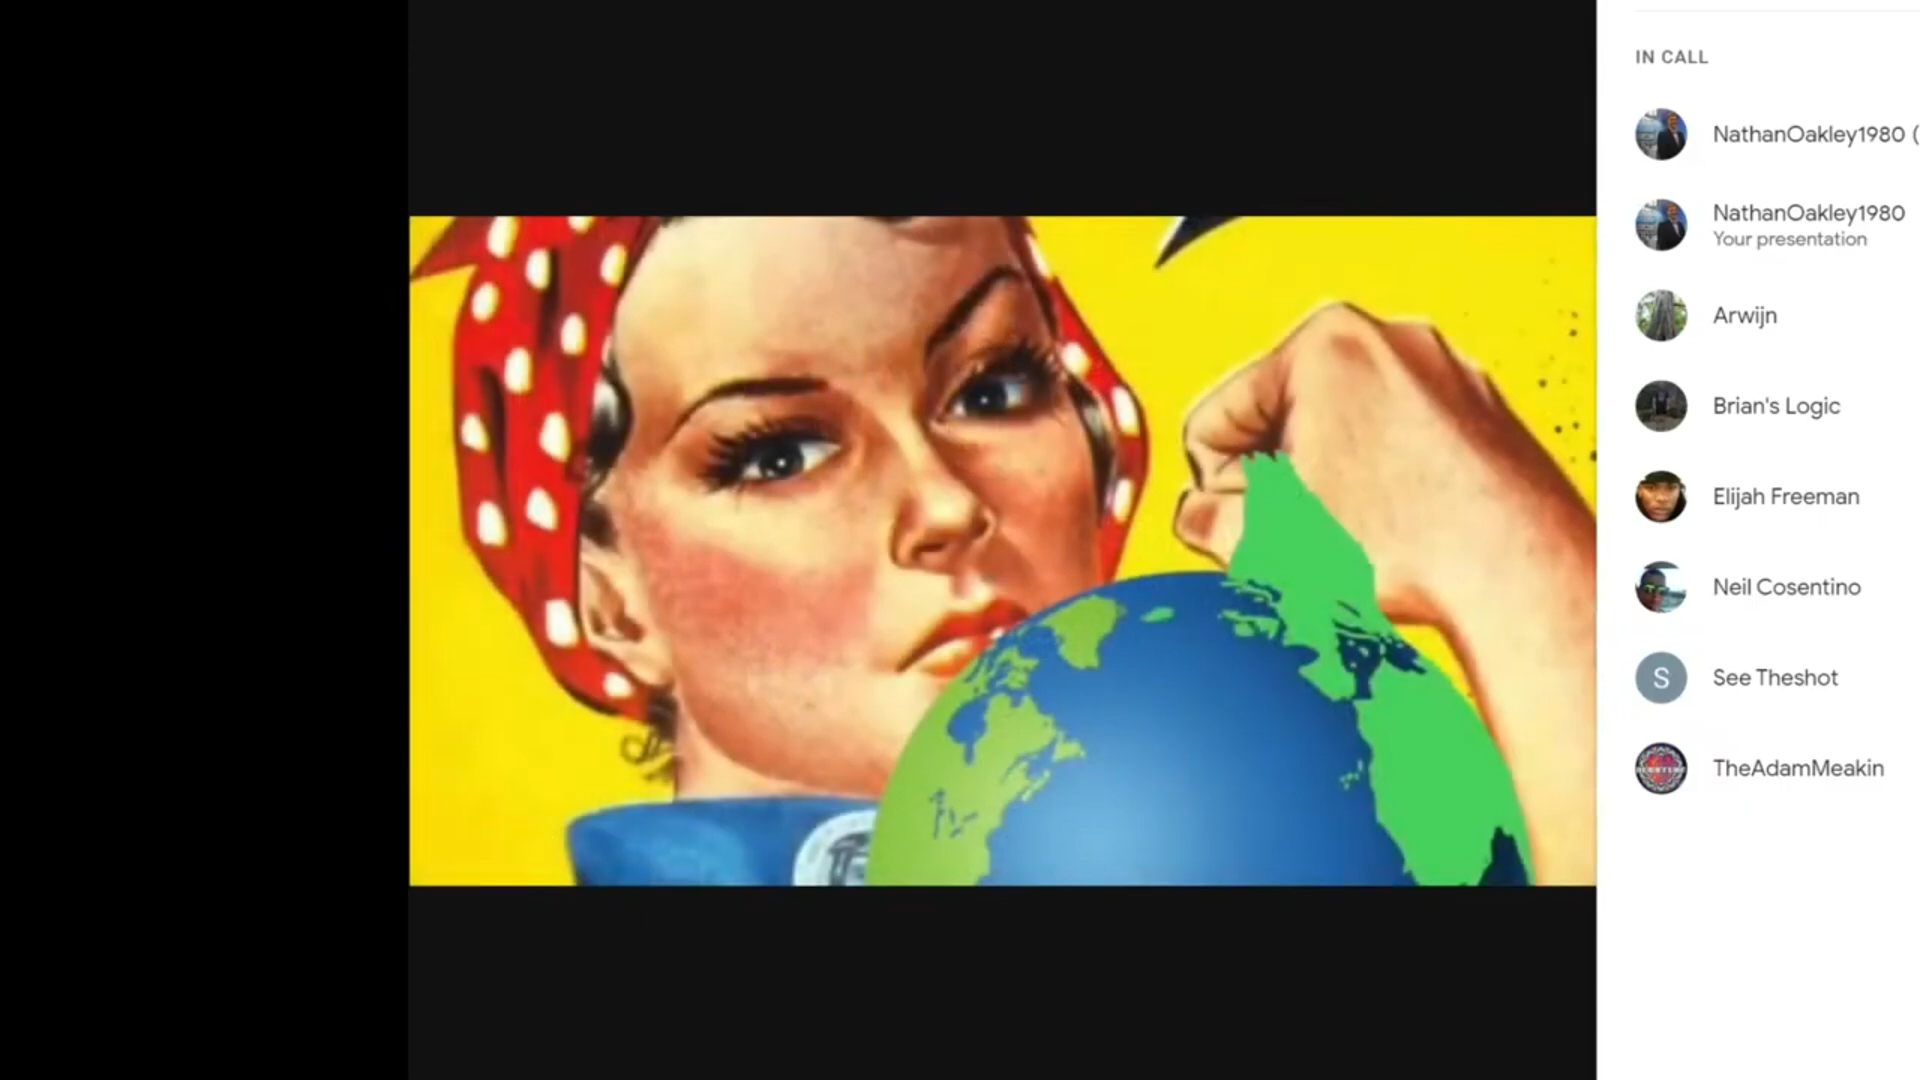 IN CALL
NathanOakley1980 (
NathanOakley1980
Your presentation
Arwijn
Brian's Logic
Elijah Freeman
Neil Cosentino
S
See Theshot
TheAdamMeakin